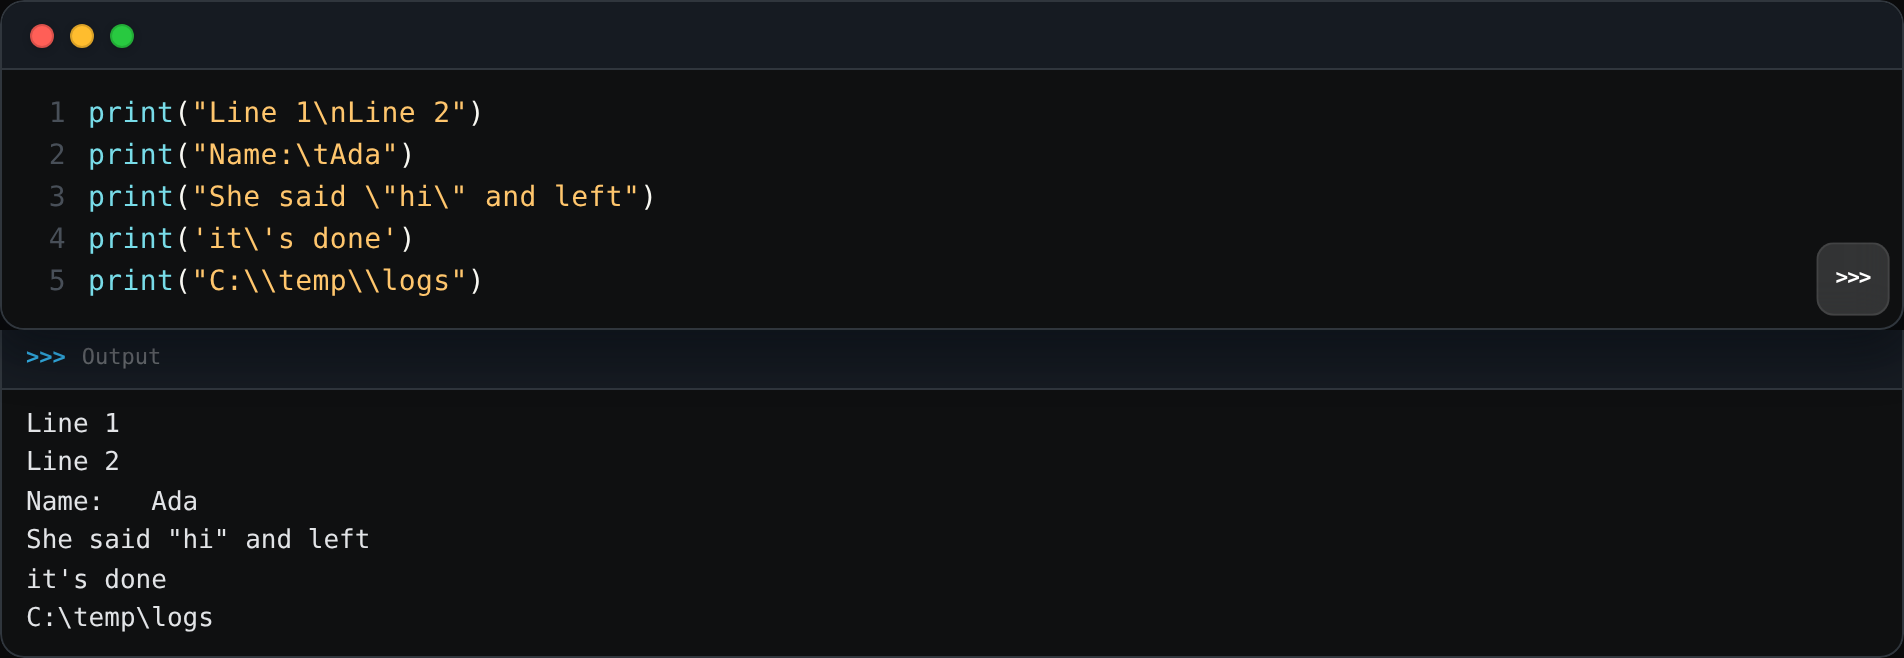 1 print("Line 1\nLine 2")
2 print("Name:\tAda")
3 print("She said \"hi\" and left")
4 print('it\'s done')
5 print("C:\\temp\\logs")
>>>
>>> Output
Line 1
Line 2
Name:   Ada
She said "hi" and left
it's done
C:\temp\logs